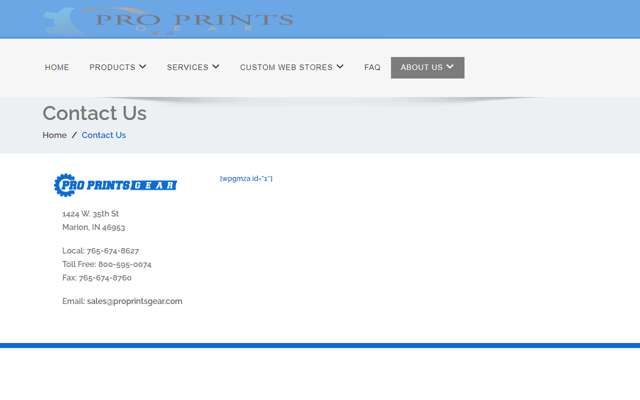 PRO PRINTS
GEAR
HOME PRODUCTS SERVICES CUSTOM WEB STORES FAQ ABOUT US
Contact Us
Home / Contact Us
PRO PRINTS GEAR
[wpgmza id="1"]
1424 W. 35th St
Marion, IN 46953
Local: 765-674-8627
Toll Free: 800-595-0074
Fax: 765-674-8760
Email: sales@proprintsgear.com